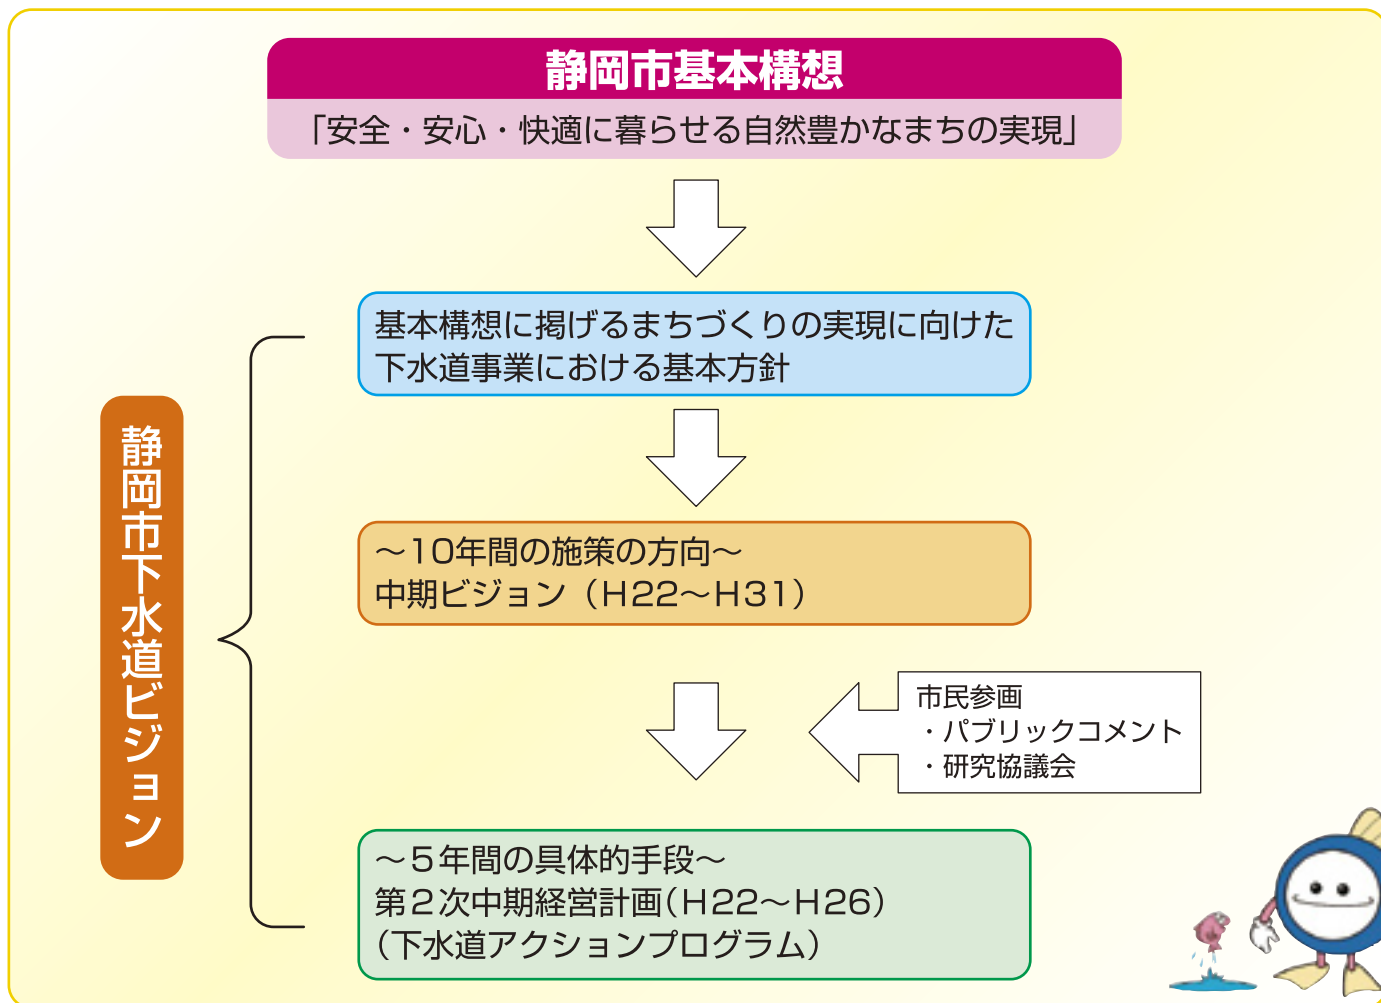 静岡市基本構想
「安全・安心・快適に暮らせる自然豊かなまちの実現」
基本構想に掲げるまちづくりの実現に向けた
下水道事業における基本方針
静岡市下水道ビジョン
～10年間の施策の方向～
中期ビジョン（H22～H31）
市民参画
・パブリックコメント
・研究協議会
～5年間の具体的手段～
第2次中期経営計画（H22～H26）
（下水道アクションプログラム）